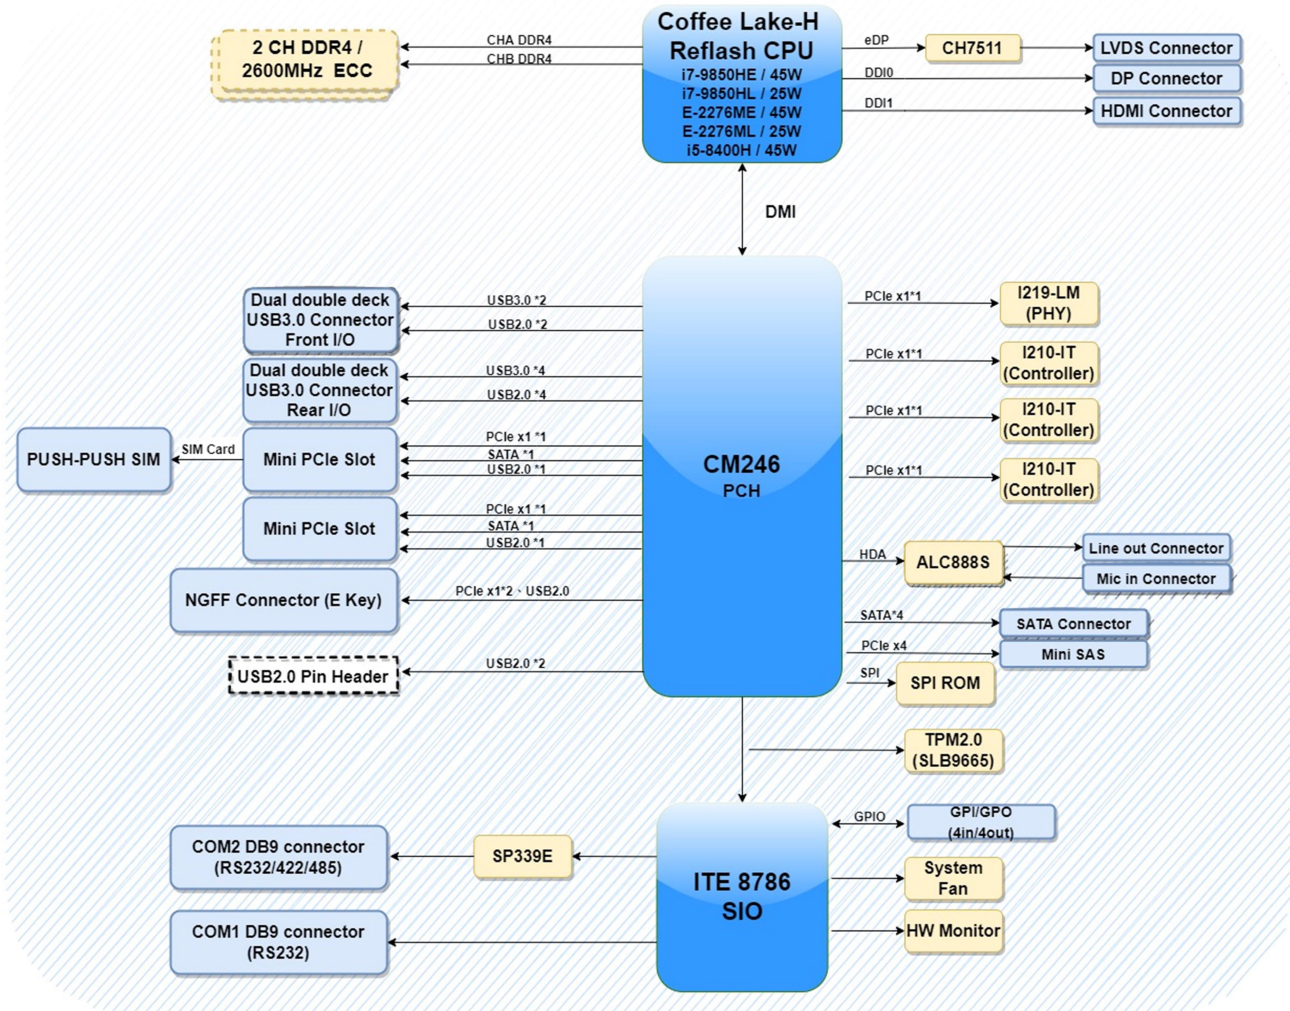 Coffee Lake-H
Reflash CPU
i7-9850HE / 45W
i7-9850HL / 25W
E-2276ME / 45W
E-2276ML / 25W
i5-8400H / 45W
2 CH DDR4 /
2600MHz ECC
CHA DDR4
CHB DDR4
eDP
CH7511
LVDS Connector
DDI0
DP Connector
DDI1
HDMI Connector
DMI
CM246
PCH
Dual double deck
USB3.0 Connector
Front I/O
USB3.0 *2
USB2.0 *2
Dual double deck
USB3.0 Connector
Rear I/O
USB3.0 *4
USB2.0 *4
PUSH-PUSH SIM
SIM Card
Mini PCIe Slot
PCIe x1 *1
SATA *1
USB2.0 *1
Mini PCIe Slot
PCIe x1 *1
SATA *1
USB2.0 *1
NGFF Connector (E Key)
PCIe x1*2、USB2.0
USB2.0 Pin Header
USB2.0 *2
PCIe x1*1
I219-LM
(PHY)
PCIe x1*1
I210-IT
(Controller)
PCIe x1*1
I210-IT
(Controller)
PCIe x1*1
I210-IT
(Controller)
HDA
ALC888S
Line out Connector
Mic in Connector
SATA*4
SATA Connector
PCIe x4
Mini SAS
SPI
SPI ROM
TPM2.0
(SLB9665)
ITE 8786
SIO
COM2 DB9 connector
(RS232/422/485)
SP339E
COM1 DB9 connector
(RS232)
GPIO
GPI/GPO
(4in/4out)
System
Fan
HW Monitor